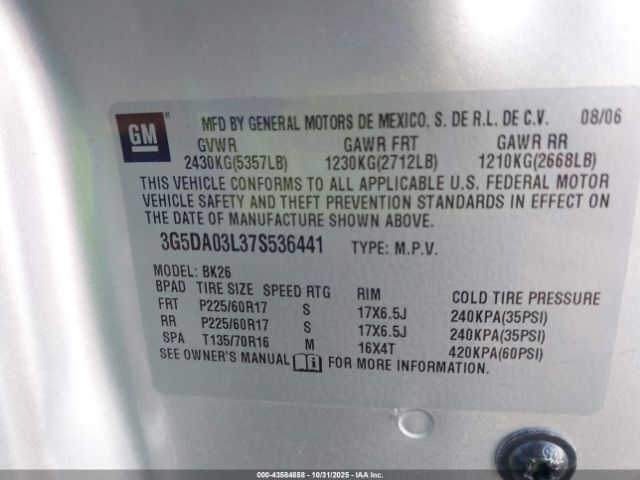 GM
MFD BY GENERAL MOTORS DE MEXICO, S. DE R.L. DE C.V. 08/06
GVWR GAWR FRT GAWR RR
2430KG(5357LB) 1230KG(2712LB) 1210KG(2668LB)
THIS VEHICLE CONFORMS TO ALL APPLICABLE U.S. FEDERAL MOTOR
VEHICLE SAFETY AND THEFT PREVENTION STANDARDS IN EFFECT ON
THE DATE OF MANUFACTURE SHOWN ABOVE.
3G5DA03L37S536441 TYPE: M.P.V.
MODEL: BK26
BPAD TIRE SIZE SPEED RTG RIM COLD TIRE PRESSURE
FRT P225/60R17 S 17X6.5J 240KPA(35PSI)
RR P225/60R17 S 17X6.5J 240KPA(35PSI)
SPA T135/70R16 M 16X4T 420KPA(60PSI)
SEE OWNER'S MANUAL i FOR MORE INFORMATION.
000-43584858 - 10/31/2025 - IAAI.CA